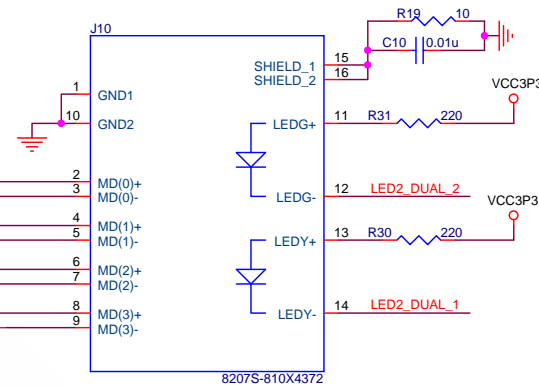 J10
R19 10
C10 0.01u
15 SHIELD_1
16 SHIELD_2
VCC3P3
1 GND1
10 GND2
LEDG+ 11 R31 220
2 MD(0)+
3 MD(0)-
LEDG- 12 LED2_DUAL_2
VCC3P3
4 MD(1)+
5 MD(1)-
LEDY+ 13 R30 220
6 MD(2)+
7 MD(2)-
8 MD(3)+
9 MD(3)-
LEDY- 14 LED2_DUAL_1
8207S-810X4372